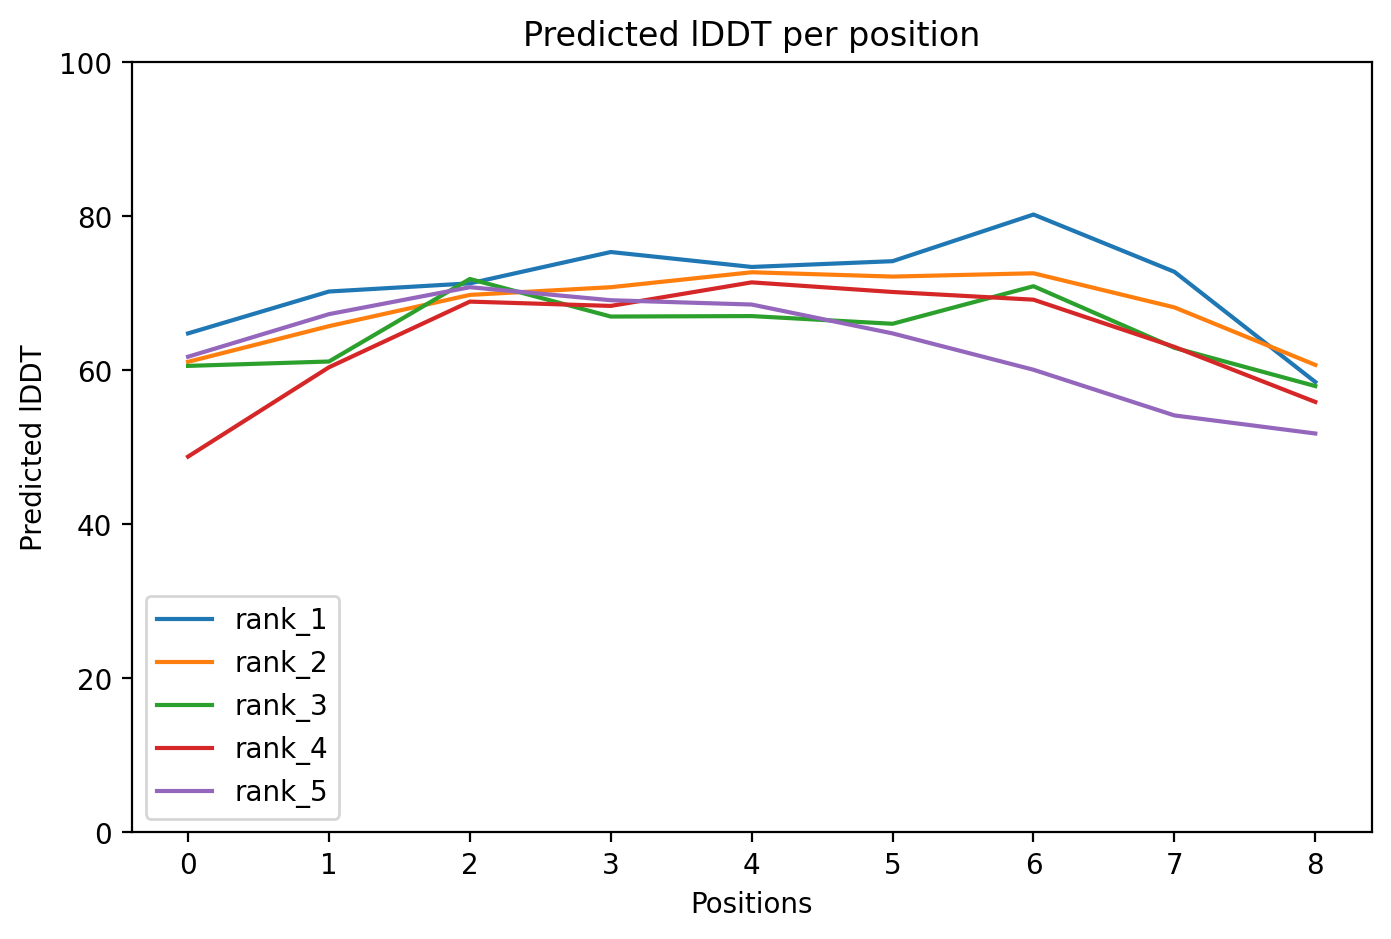 Predicted lDDT per position
100
80
60
40
20
0
Predicted lDDT
rank_1
rank_2
rank_3
rank_4
rank_5
0 1 2 3 4 5 6 7 8
Positions